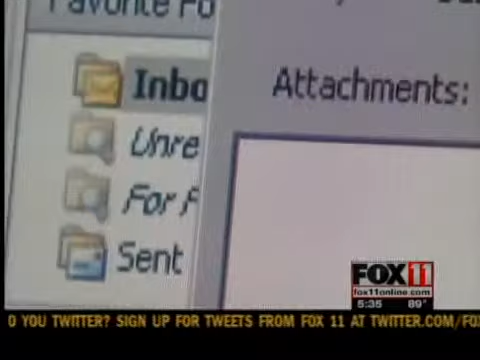 Favorite Fo
Inbo
Attachments:
Unre
For F
Sent
FOX 11
fox11online.com
5:35 89°
O YOU TWITTER? SIGN UP FOR TWEETS FROM FOX 11 AT TWITTER.COM/FO